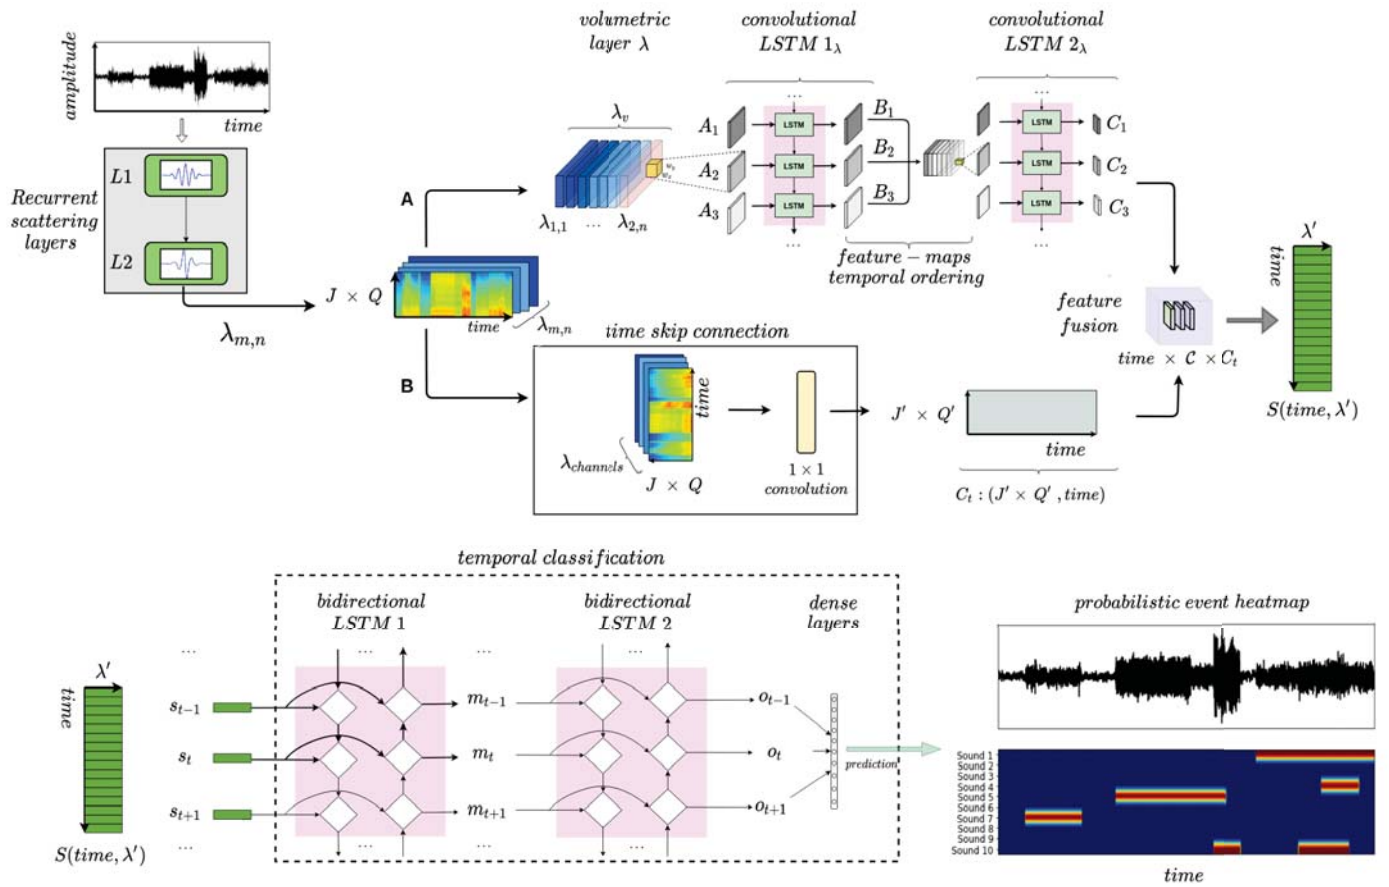 amplitude
time
Recurrent
scattering
layers
L1
L2
λm,n
A
B
J × Q
time
λm,n
volumetric
layer λ
λv
λ1,1 ... λ2,n
convolutional
LSTM 1λ
...
A1
A2
A3
LSTM
LSTM
LSTM
...
B1
B2
B3
feature − maps
temporal ordering
convolutional
LSTM 2λ
...
LSTM
LSTM
LSTM
...
C1
C2
C3
time skip connection
time
λchannels
J × Q
1 × 1
convolution
J′ × Q′
time
Ct : (J′ × Q′ , time)
feature
fusion
time × C × Ct
λ′
time
S(time, λ′)
temporal classification
λ′
time
S(time, λ′)
...
st−1
st
st+1
...
bidirectional
LSTM 1
...
...
...
mt−1
mt
mt+1
...
bidirectional
LSTM 2
...
...
...
ot−1
ot
ot+1
...
dense
layers
prediction
probabilistic event heatmap
Sound 1
Sound 2
Sound 3
Sound 4
Sound 5
Sound 6
Sound 7
Sound 8
Sound 9
Sound 10
time